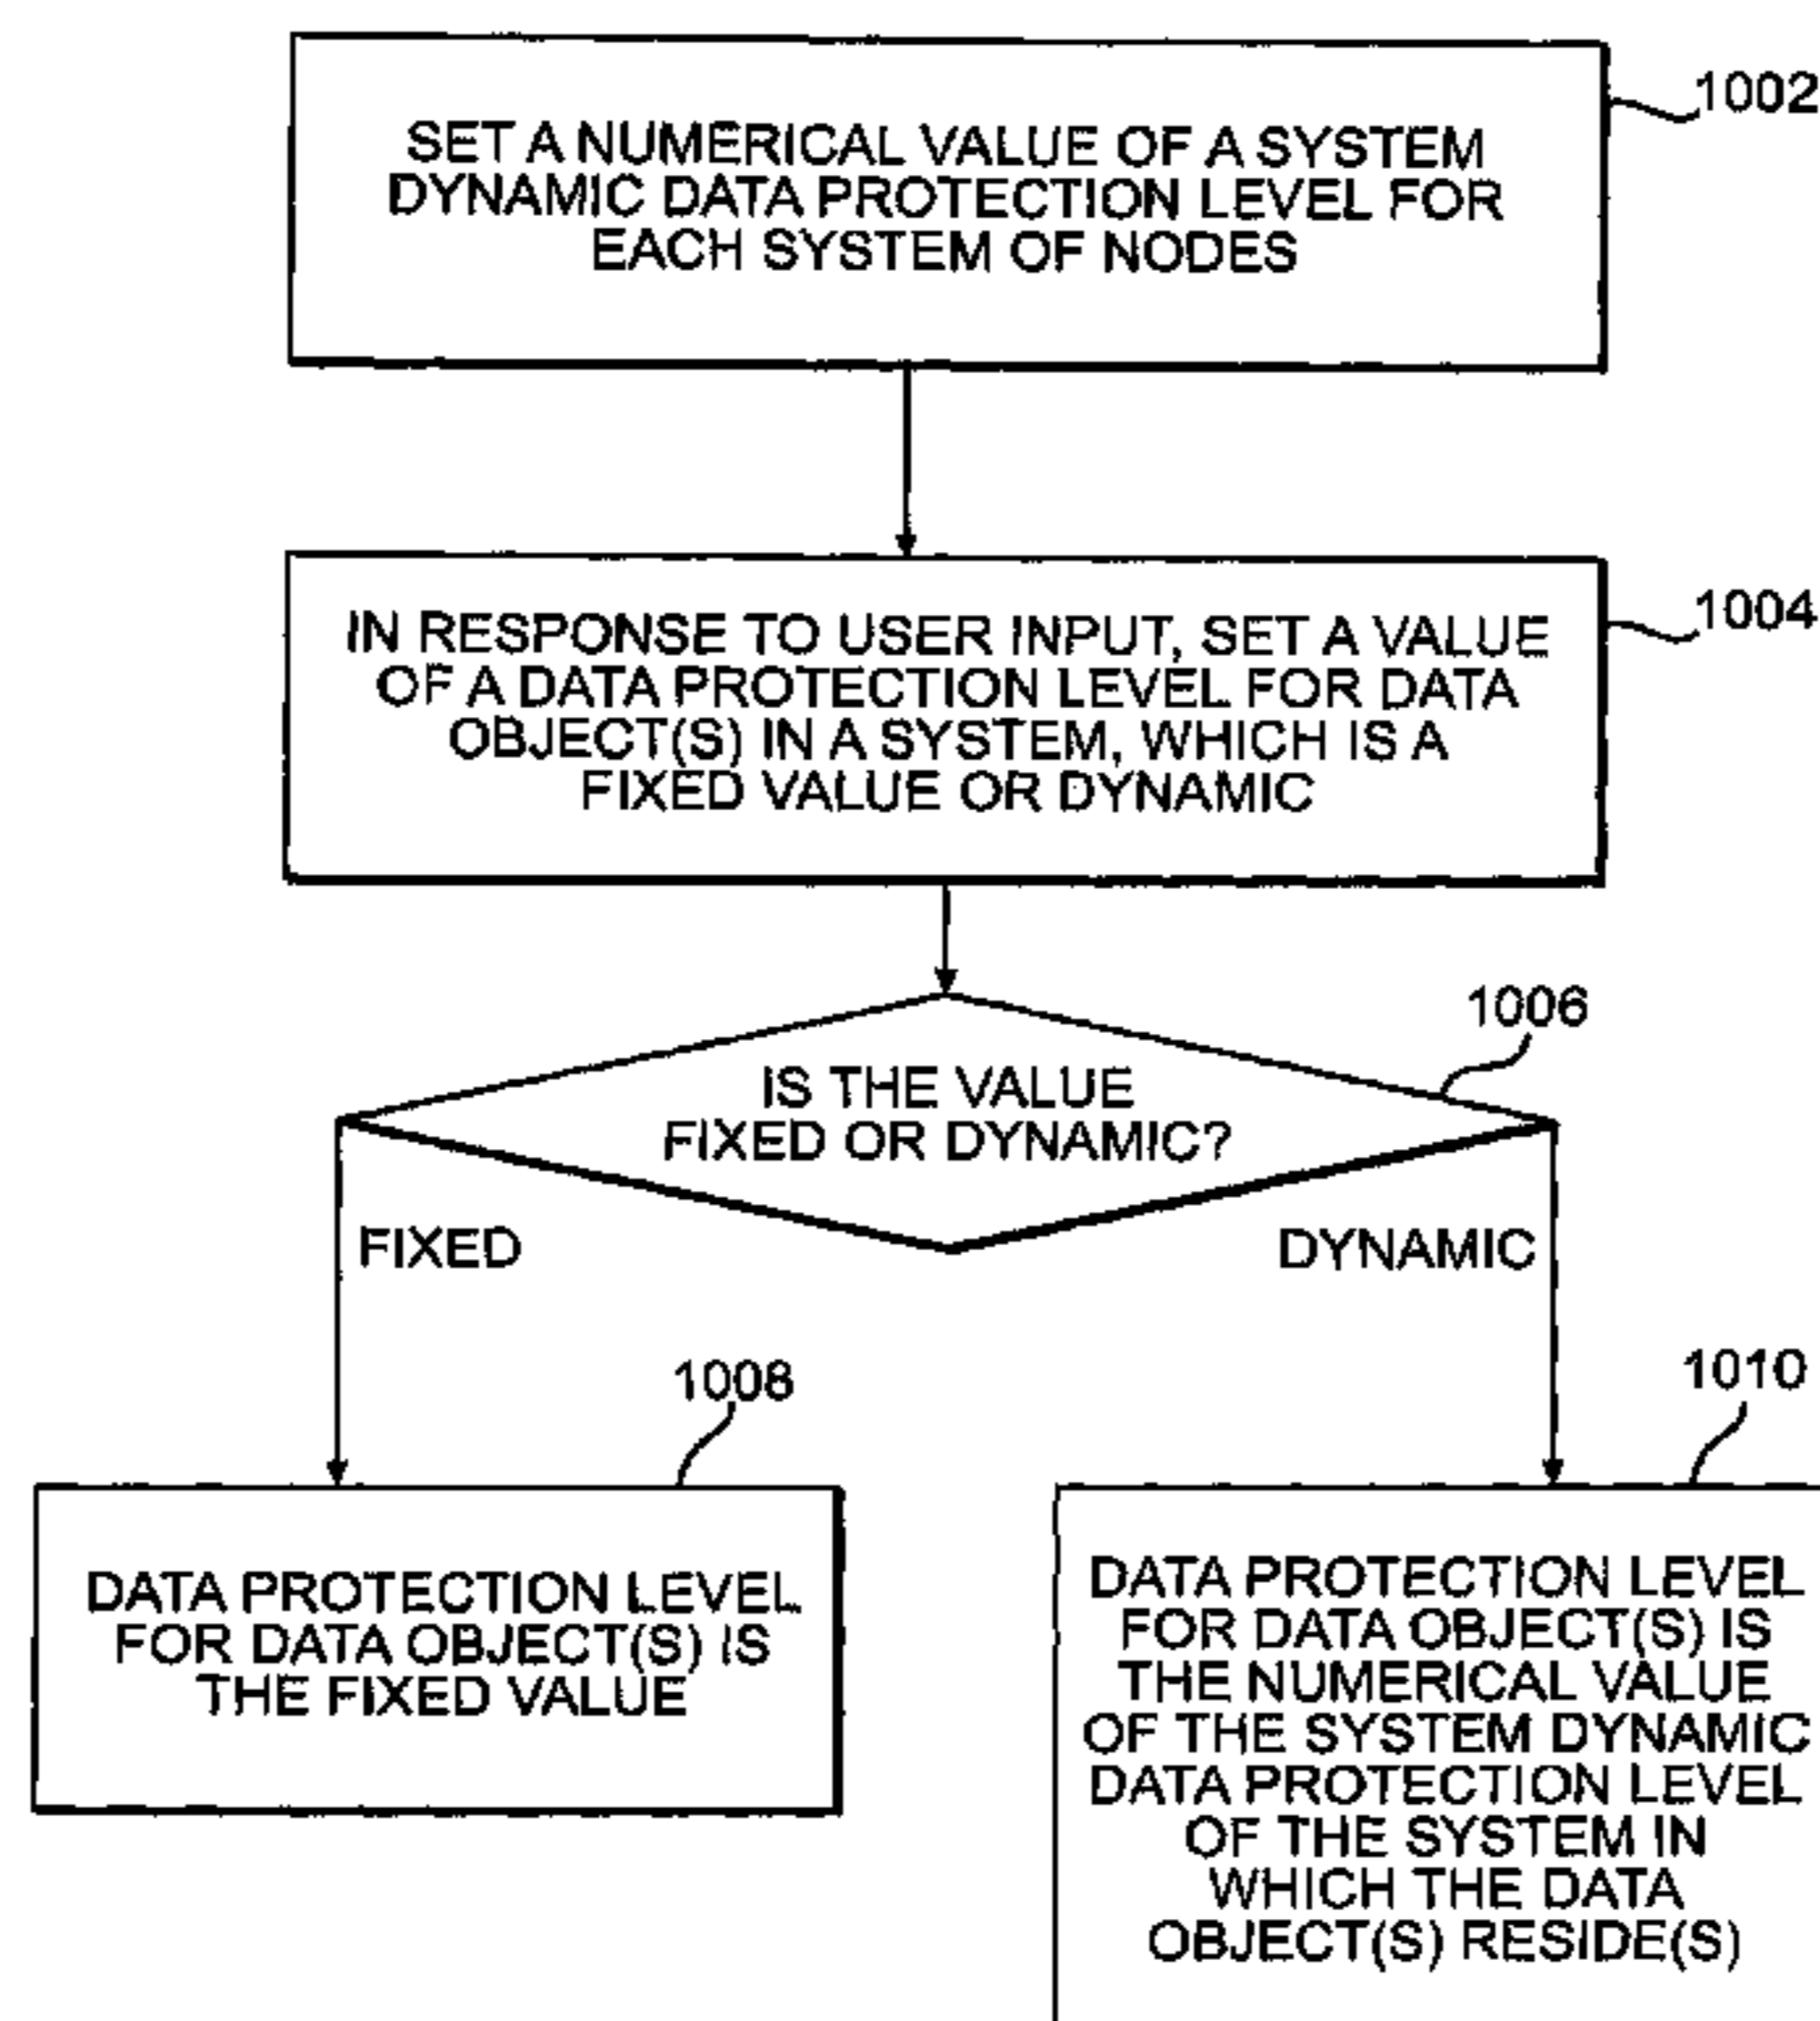 SET A NUMERICAL VALUE OF A SYSTEM
DYNAMIC DATA PROTECTION LEVEL FOR
EACH SYSTEM OF NODES
1002
IN RESPONSE TO USER INPUT, SET A VALUE
OF A DATA PROTECTION LEVEL FOR DATA
OBJECT(S) IN A SYSTEM, WHICH IS A
FIXED VALUE OR DYNAMIC
1004
1006
IS THE VALUE
FIXED OR DYNAMIC?
FIXED
DYNAMIC
1008
DATA PROTECTION LEVEL
FOR DATA OBJECT(S) IS
THE FIXED VALUE
1010
DATA PROTECTION LEVEL
FOR DATA OBJECT(S) IS
THE NUMERICAL VALUE
OF THE SYSTEM DYNAMIC
DATA PROTECTION LEVEL
OF THE SYSTEM IN
WHICH THE DATA
OBJECT(S) RESIDE(S)